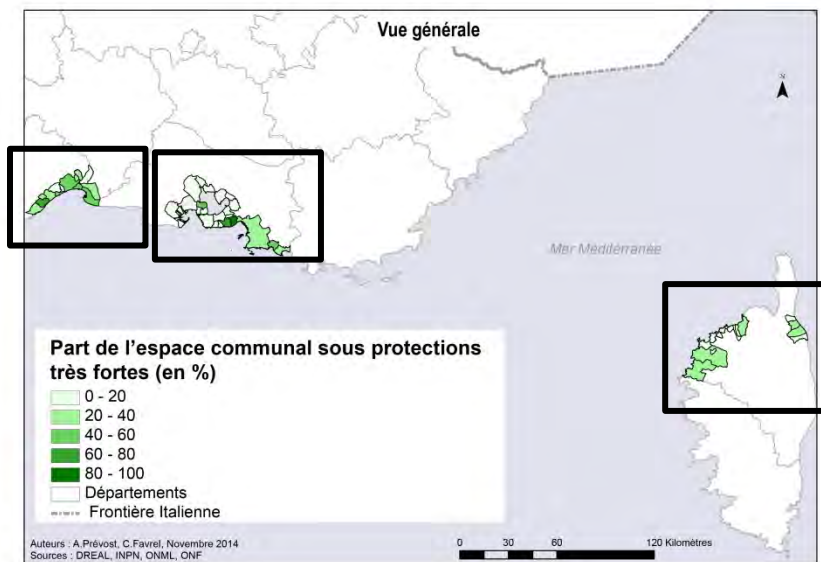 Vue générale
N
Mer Méditerranée
Part de l'espace communal sous protections
très fortes (en %)
0 - 20
20 - 40
40 - 60
60 - 80
80 - 100
Départements
Frontière Italienne
Auteurs : A.Prévost, C.Favrel, Novembre 2014
Sources : DREAL, INPN, ONML, ONF
0 30 60 120 Kilomètres